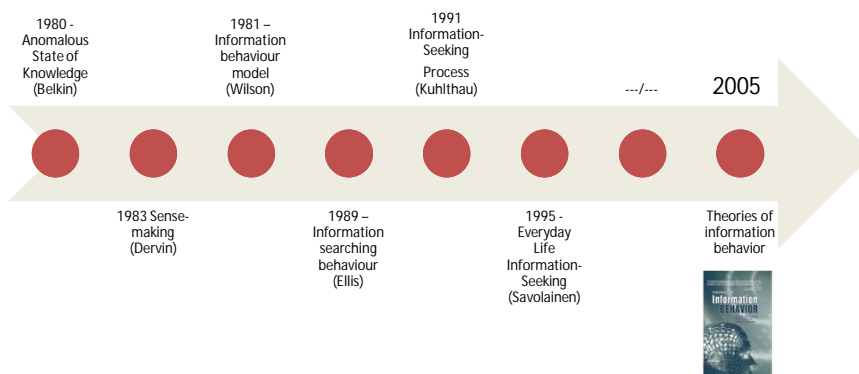 1980 -
Anomalous
State of
Knowledge
(Belkin)
1983 Sense-
making
(Dervin)
1981 –
Information
behaviour
model
(Wilson)
1989 –
Information
searching
behaviour
(Ellis)
1991
Information-
Seeking
Process
(Kuhlthau)
1995 -
Everyday
Life
Information-
Seeking
(Savolainen)
---/---
2005
Theories of
information
behavior
Information
BEHAVIOR